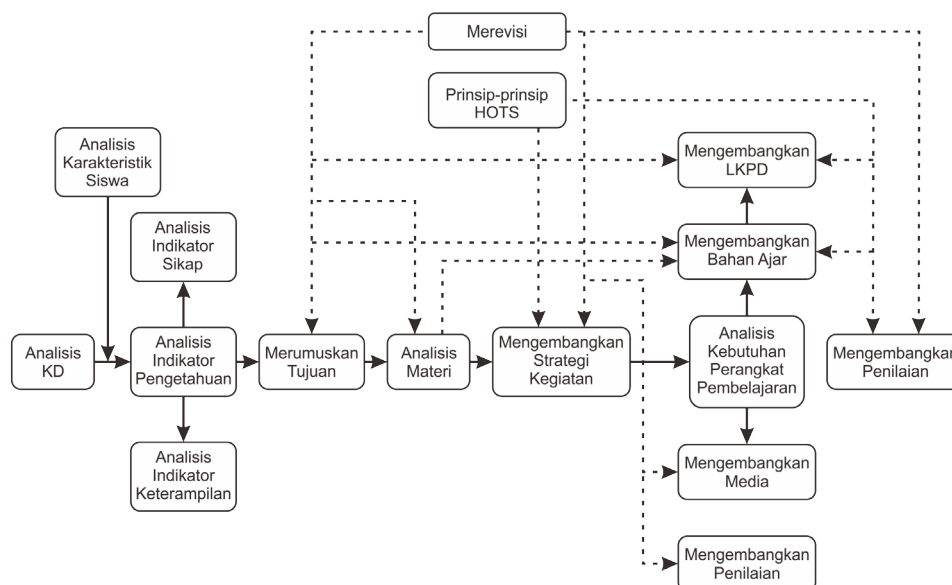 Merevisi
Prinsip-prinsip
HOTS
Analisis
Karakteristik
Siswa
Mengembangkan
LKPD
Analisis
Indikator
Sikap
Mengembangkan
Bahan Ajar
Analisis
KD
Analisis
Indikator
Pengetahuan
Merumuskan
Tujuan
Analisis
Materi
Mengembangkan
Strategi
Kegiatan
Analisis
Kebutuhan
Perangkat
Pembelajaran
Mengembangkan
Penilaian
Analisis
Indikator
Keterampilan
Mengembangkan
Media
Mengembangkan
Penilaian